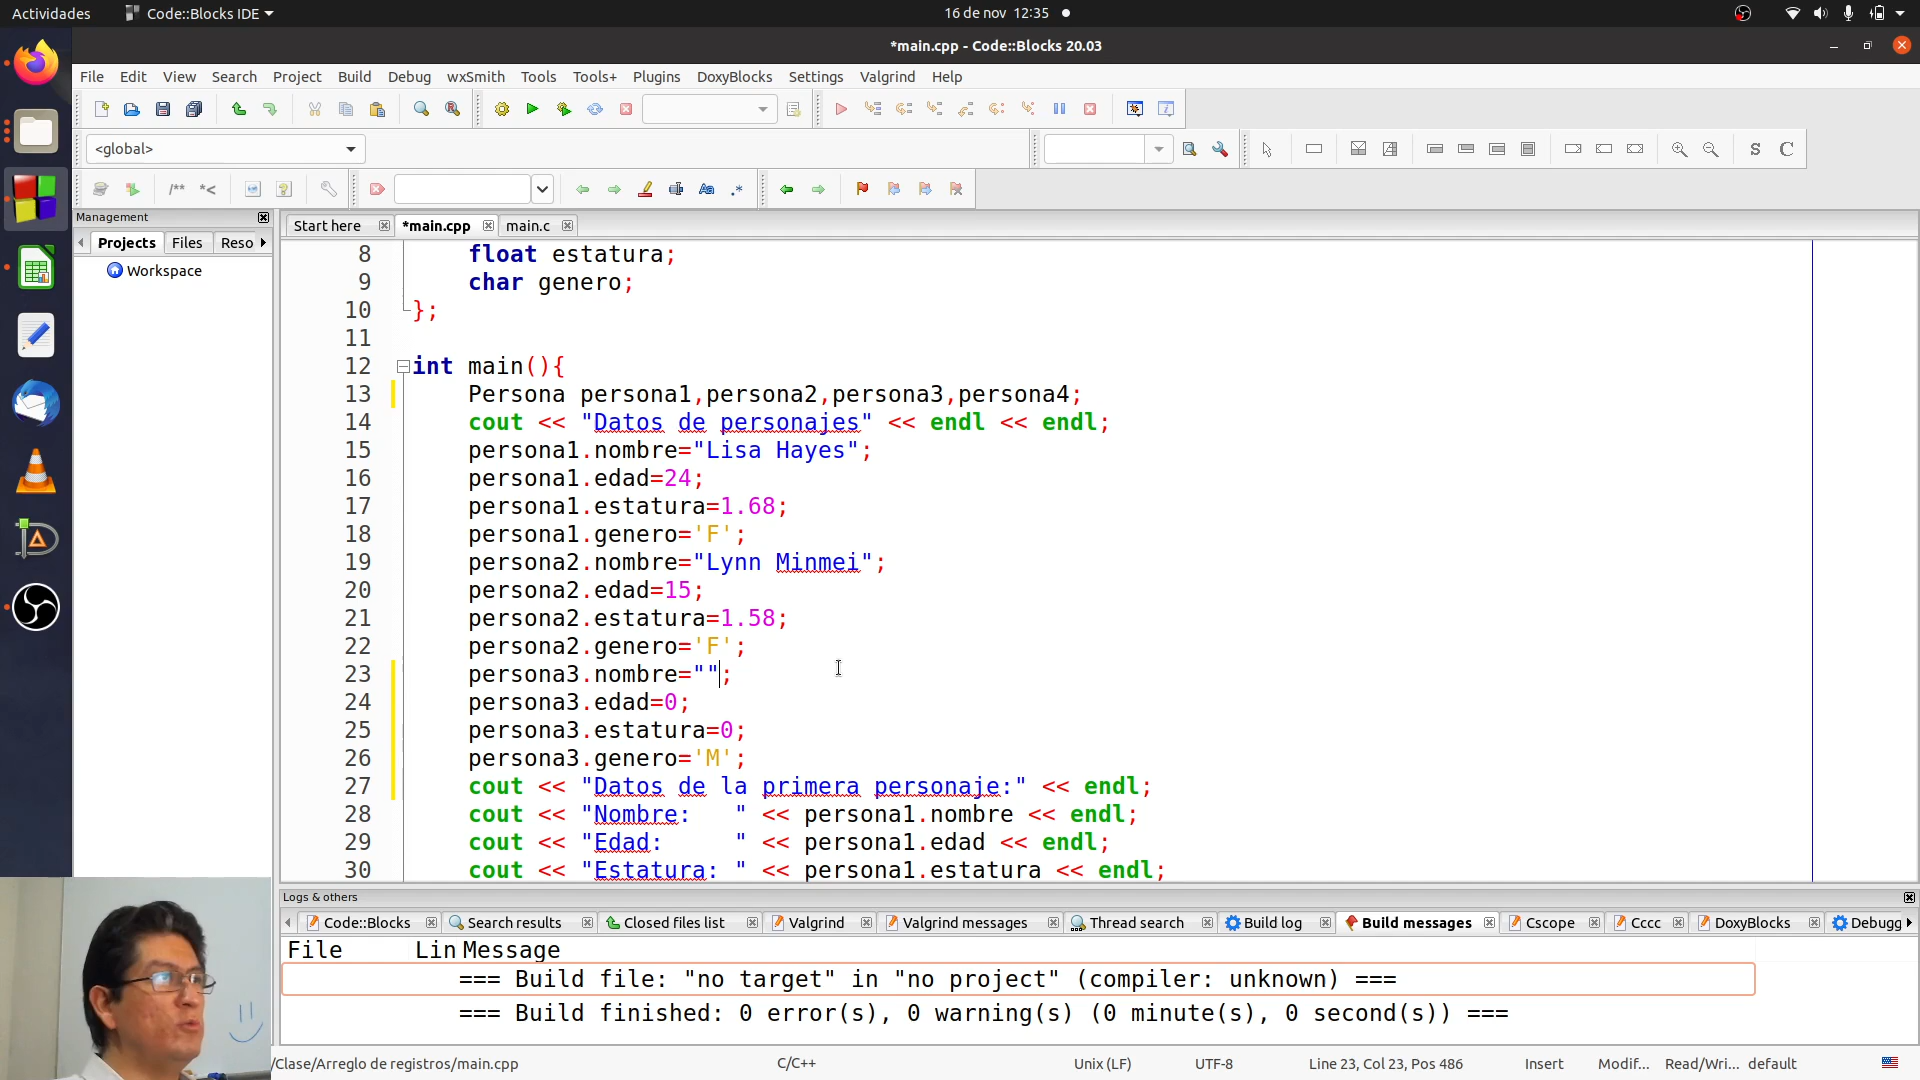 Actividades
Code::Blocks IDE
16 de nov 12:35
*main.cpp - Code::Blocks 20.03
File Edit View Search Project Build Debug wxSmith Tools Tools+ Plugins DoxyBlocks Settings Valgrind Help
<global>
S C
/** *<
Aa .*
Management
Projects Files Reso
Workspace
Start here *main.cpp main.c
8 float estatura;
9 char genero;
10 };
11
12 int main(){
13 Persona persona1,persona2,persona3,persona4;
14 cout << "Datos de personajes" << endl << endl;
15 persona1.nombre="Lisa Hayes";
16 persona1.edad=24;
17 persona1.estatura=1.68;
18 persona1.genero='F';
19 persona2.nombre="Lynn Minmei";
20 persona2.edad=15;
21 persona2.estatura=1.58;
22 persona2.genero='F';
23 persona3.nombre="";
24 persona3.edad=0;
25 persona3.estatura=0;
26 persona3.genero='M';
27 cout << "Datos de la primera personaje:" << endl;
28 cout << "Nombre:   " << persona1.nombre << endl;
29 cout << "Edad:     " << persona1.edad << endl;
30 cout << "Estatura: " << persona1.estatura << endl;
Logs & others
Code::Blocks Search results Closed files list Valgrind Valgrind messages Thread search Build log Build messages Cscope Cccc DoxyBlocks Debugg
File Lin Message
=== Build file: "no target" in "no project" (compiler: unknown) ===
=== Build finished: 0 error(s), 0 warning(s) (0 minute(s), 0 second(s)) ===
/Clase/Arreglo de registros/main.cpp C/C++ Unix (LF) UTF-8 Line 23, Col 23, Pos 486 Insert Modif... Read/Wri... default